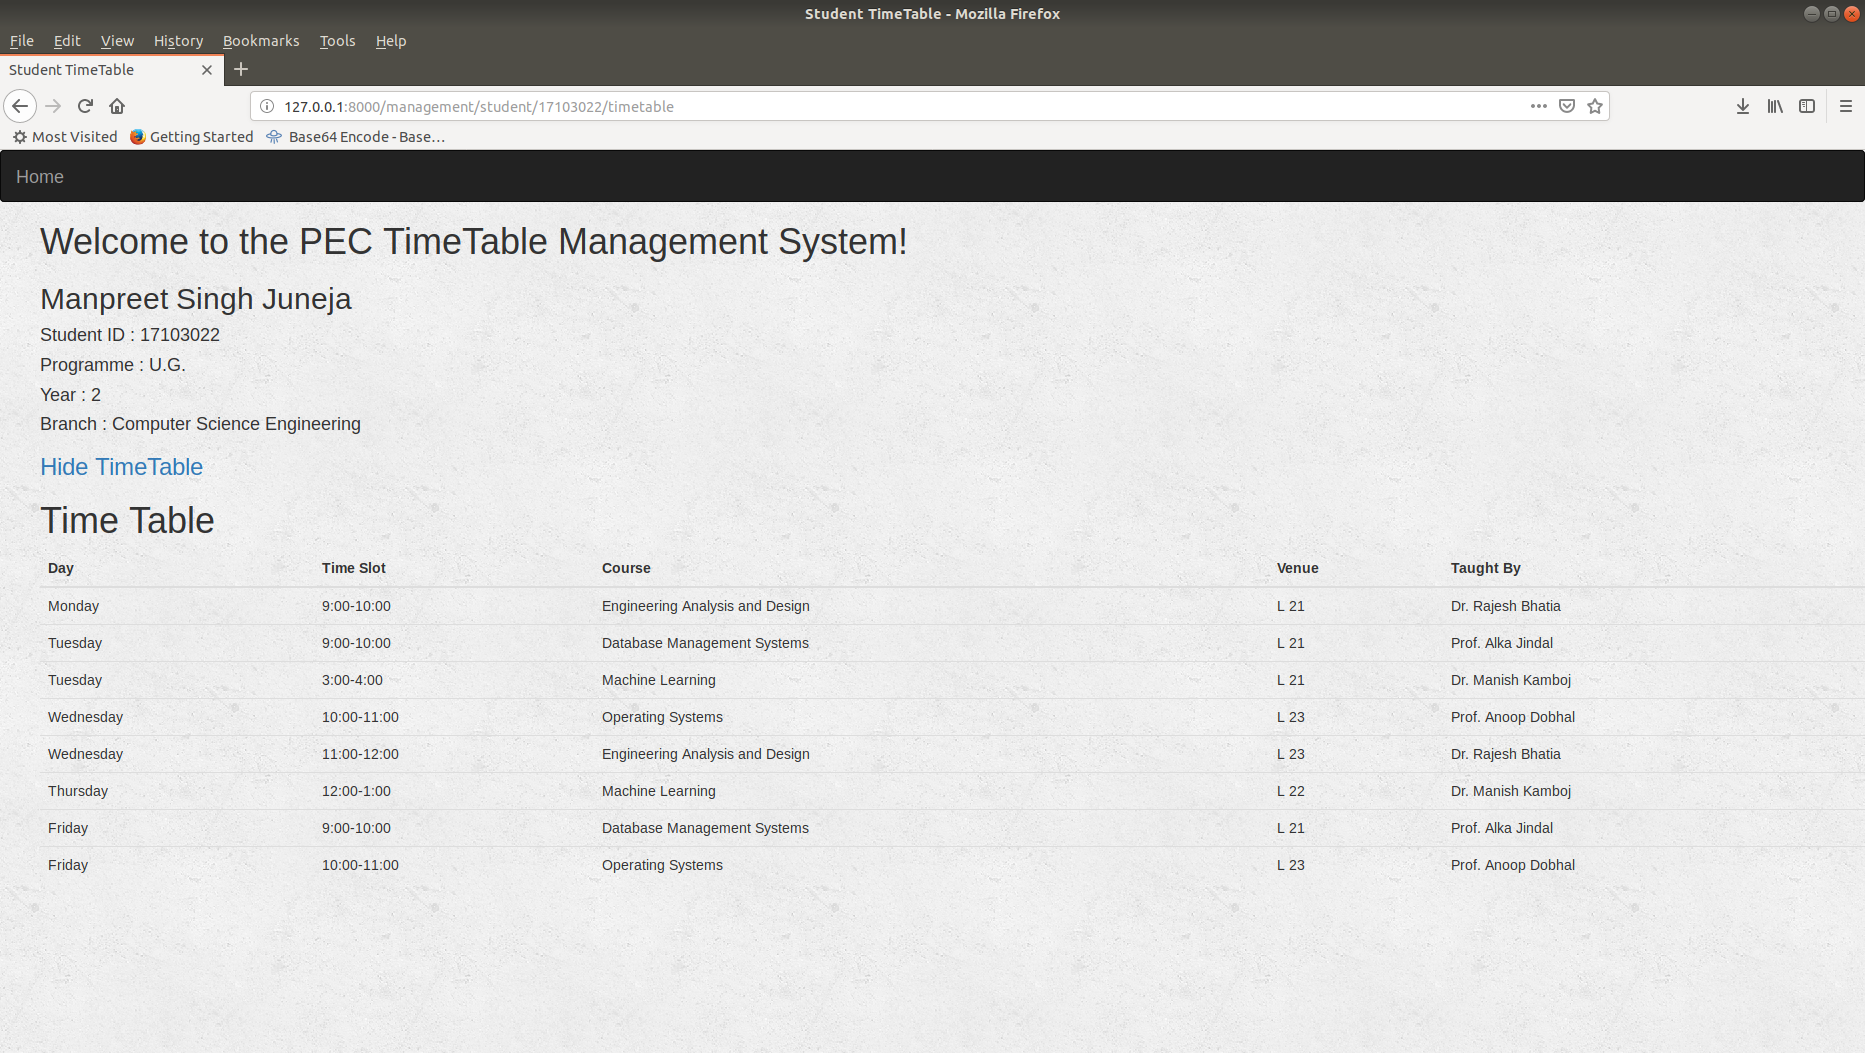 Student TimeTable - Mozilla Firefox
File Edit View History Bookmarks Tools Help
Student TimeTable
127.0.0.1:8000/management/student/17103022/timetable
Most Visited Getting Started Base64 Encode - Base…
Home
Welcome to the PEC TimeTable Management System!
Manpreet Singh Juneja
Student ID : 17103022
Programme : U.G.
Year : 2
Branch : Computer Science Engineering
Hide TimeTable
Time Table
Day Time Slot Course Venue Taught By
Monday 9:00-10:00 Engineering Analysis and Design L 21 Dr. Rajesh Bhatia
Tuesday 9:00-10:00 Database Management Systems L 21 Prof. Alka Jindal
Tuesday 3:00-4:00 Machine Learning L 21 Dr. Manish Kamboj
Wednesday 10:00-11:00 Operating Systems L 23 Prof. Anoop Dobhal
Wednesday 11:00-12:00 Engineering Analysis and Design L 23 Dr. Rajesh Bhatia
Thursday 12:00-1:00 Machine Learning L 22 Dr. Manish Kamboj
Friday 9:00-10:00 Database Management Systems L 21 Prof. Alka Jindal
Friday 10:00-11:00 Operating Systems L 23 Prof. Anoop Dobhal